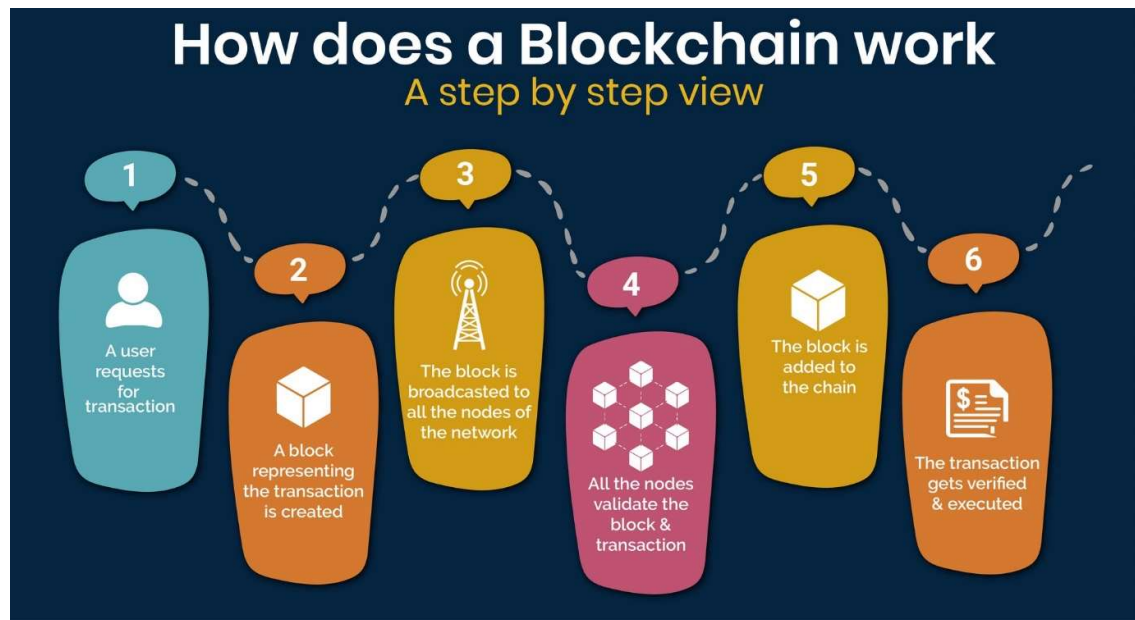 How does a Blockchain work
A step by step view
1
A user
requests
for
transaction
2
A block
representing
the transaction
is created
3
The block is
broadcasted to
all the nodes of
the network
4
All the nodes
validate the
block &
transaction
5
The block is
added to
the chain
6
$
The transaction
gets verified
& executed